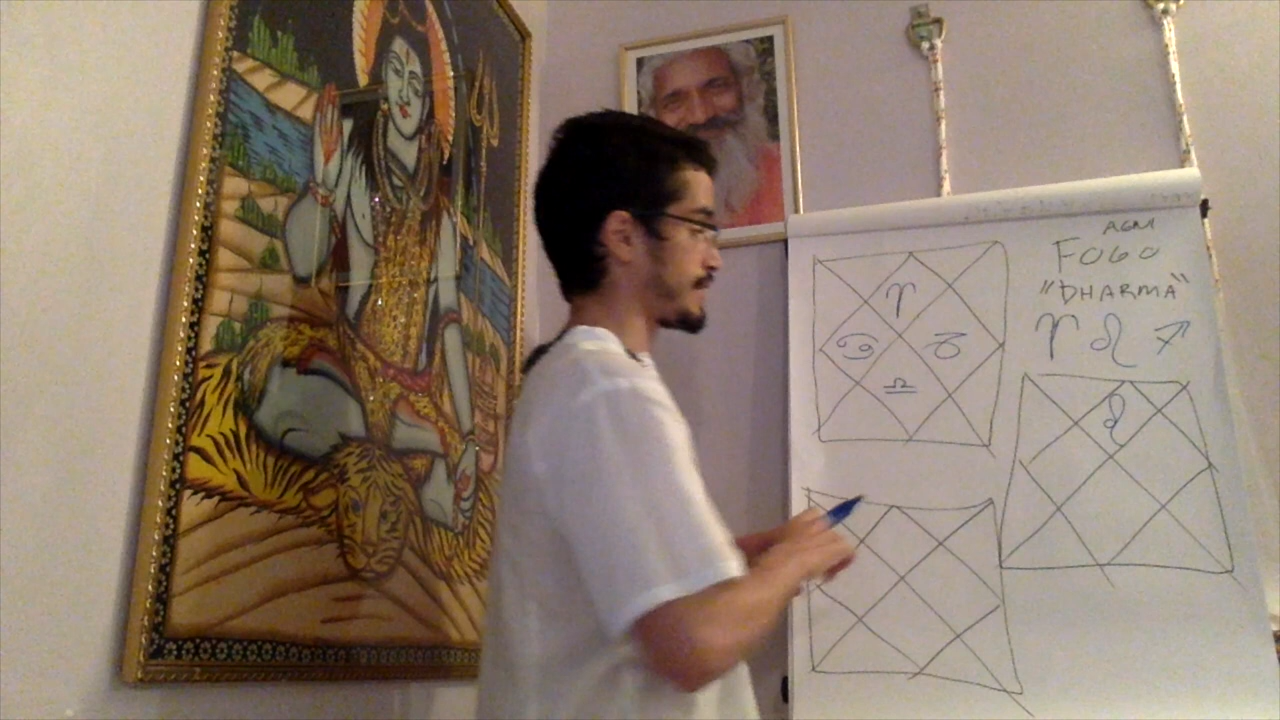 AGNI
FOGO
"DHARMA"
♈ ♌ ♐
♈
♋ ♑
♎
♌